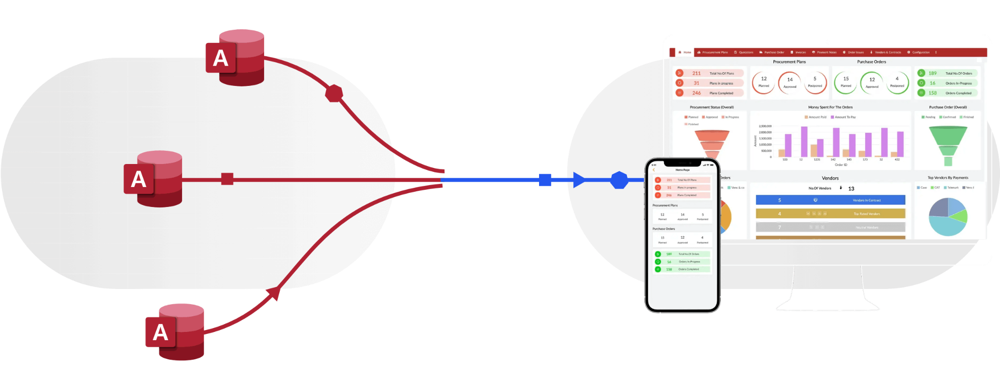 A
A
A
Home Procurement Plans Quotations Purchase Order Invoices Payment Notes Order Issues Vendors & Contracts Configuration
Procurement Plans
Purchase Orders
211 Total No.Of Plans
31 Plans in progress
246 Plans Completed
12 Planned
14 Approved
5 Postponed
15 Planned
12 Approved
4 Postponed
189 Total No.Of Orders
16 Orders In-Progress
158 Orders Completed
Procurement Status (Overall)
Planned Approved In Progress
Finished
Money Spent For The Orders
Amount Paid Amount To Pay
Amount
2,500,000
2,000,000
1,500,000
1,000,000
500,000
0
103 12 1231 142 145 173 32 432
Order ID
Purchase Order (Overall)
Pending Confirmed Finished
Orders
Vens & co
Vendors
No.Of Vendors 13
5 Vendors In Contract
4 Top Rated Vendors
7 Neutral Vendors
Top Vendors By Payments
Caso CAT Telemark Vens &
9:41
Home Page
211 Total No.Of Plans
31 Plans in progress
246 Plans Completed
Procurement Plans
12 14 5
Planned Approved Postponed
Purchase Orders
15 12 4
Planned Approved Postponed
189 Total No.Of Orders
16 Orders In-Progress
158 Orders Completed